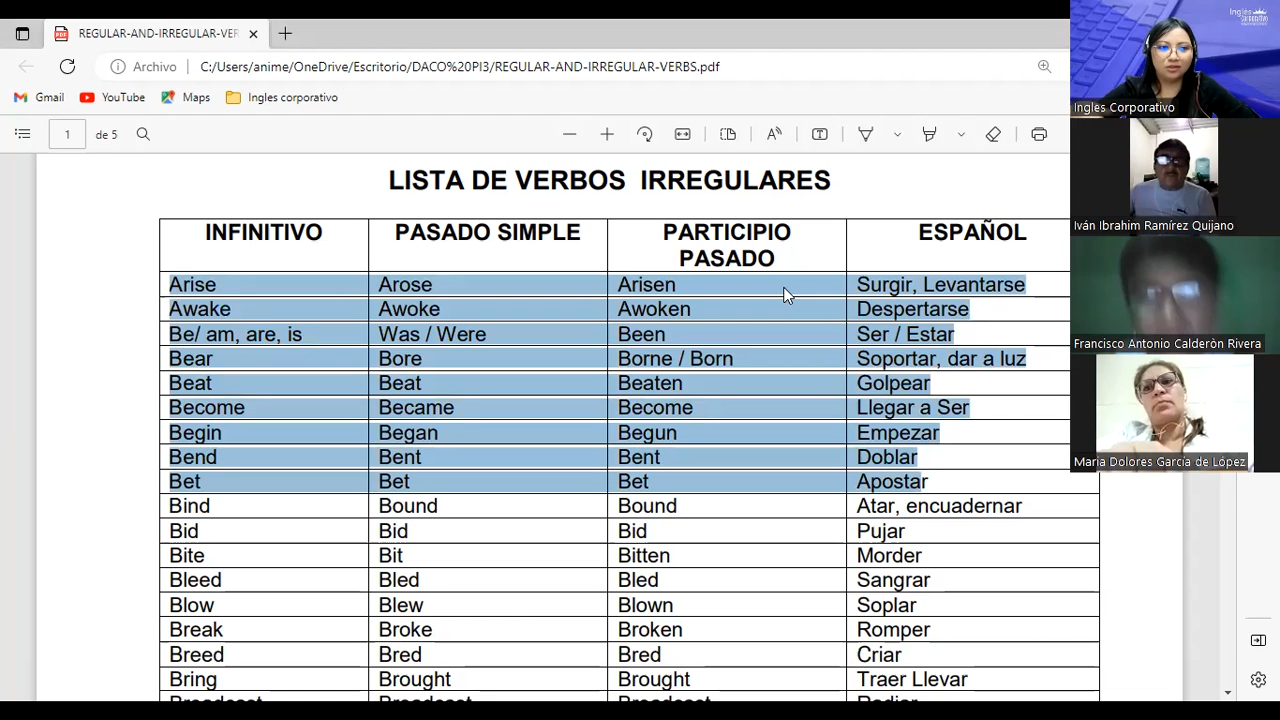 REGULAR-AND-IRREGULAR-VER
Archivo C:/Users/anime/OneDrive/Escritorio/DACO%20 /REGULAR-AND-IRREGULAR-VERBS.pdf
Gmail YouTube Maps Ingles corporativo
1 de 5
LISTA DE VERBOS IRREGULARES
INFINITIVO PASADO SIMPLE PARTICIPIO PASADO ESPAÑOL
Arise Arose Arisen Surgir, Levantarse
Awake Awoke Awoken Despertarse
Be/ am, are, is Was / Were Been Ser / Estar
Bear Bore Borne / Born Soportar, dar a luz
Beat Beat Beaten Golpear
Become Became Become Llegar a Ser
Begin Began Begun Empezar
Bend Bent Bent Doblar
Bet Bet Bet Apostar
Bind Bound Bound Atar, encuadernar
Bid Bid Bid Pujar
Bite Bit Bitten Morder
Bleed Bled Bled Sangrar
Blow Blew Blown Soplar
Break Broke Broken Romper
Breed Bred Bred Criar
Bring Brought Brought Traer Llevar
Ingles
Ingles Corporativo
Iván Ibrahim Ramírez Quijano
Francisco Antonio Calderòn Rivera
María Dolores García de López